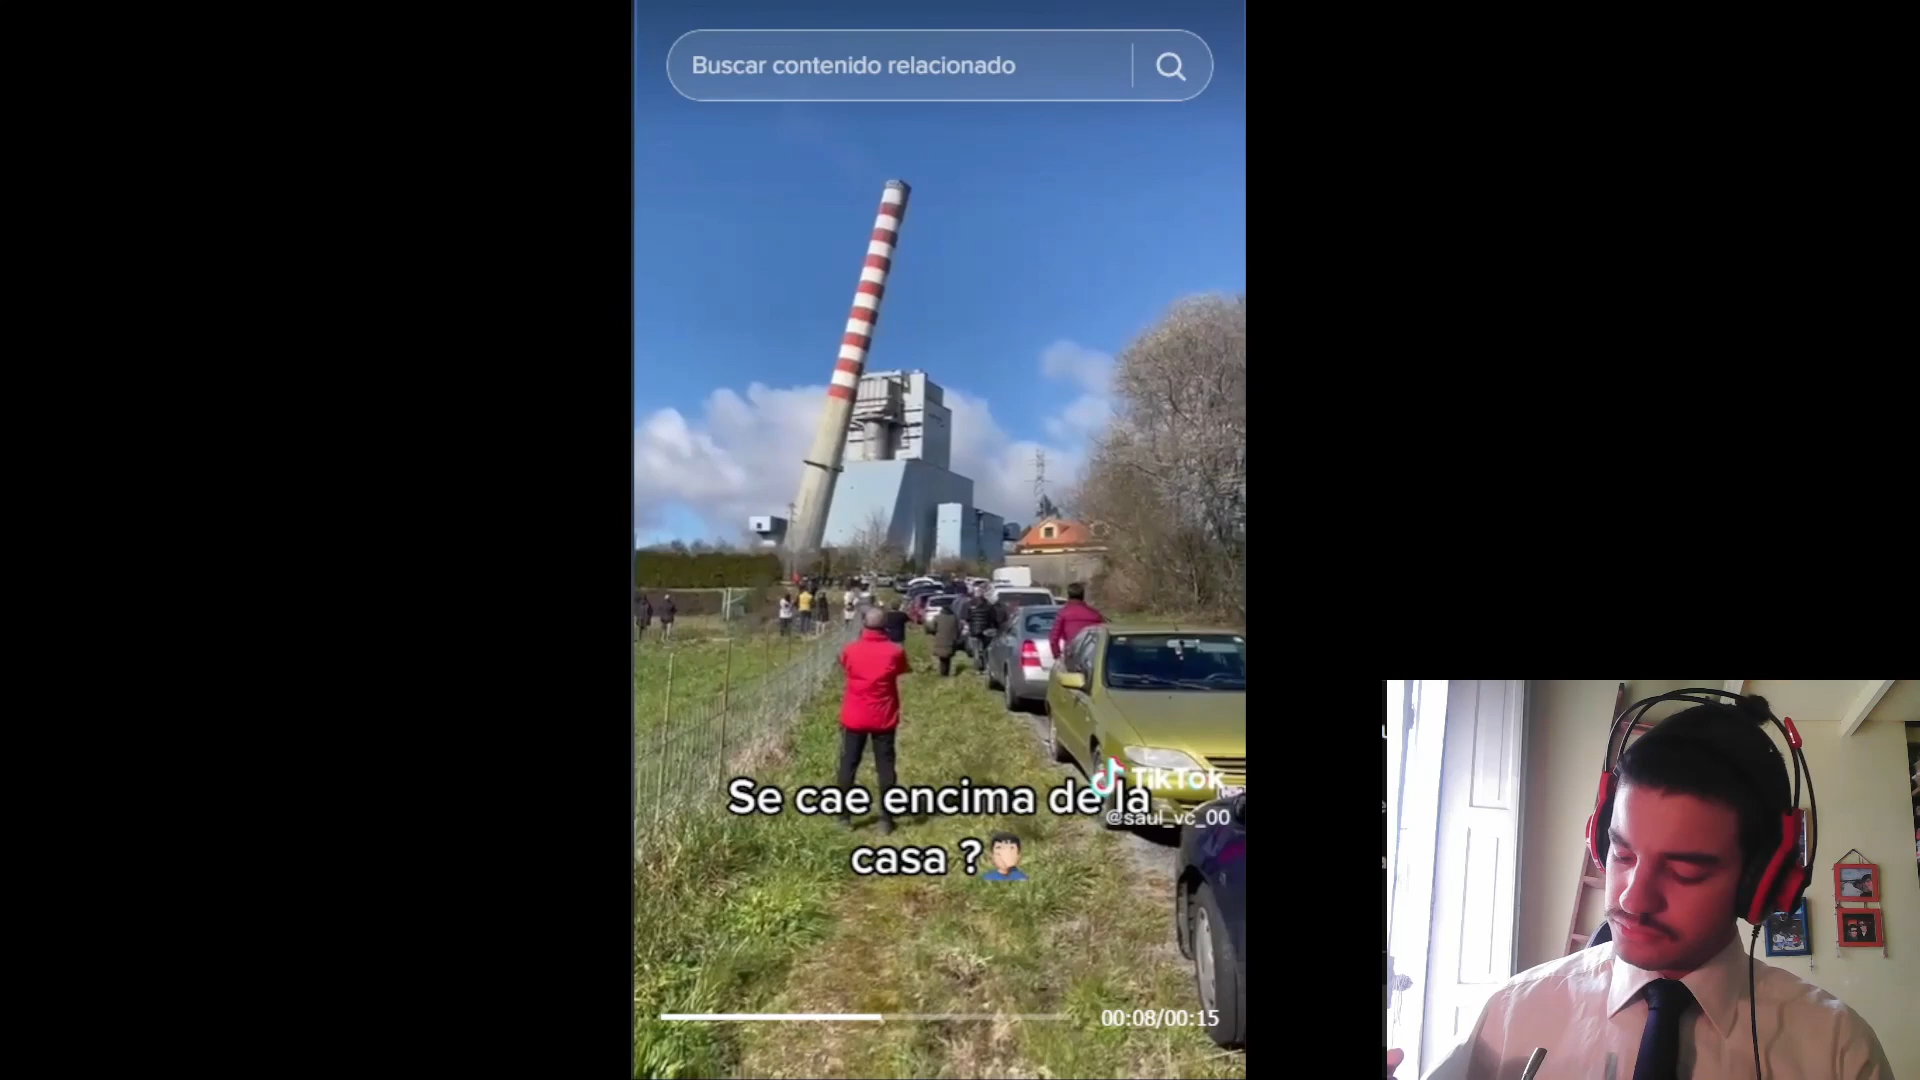 Buscar contenido relacionado
Se cae encima de la
casa ?
TikTok
@saul_vc_00
00:08/00:15